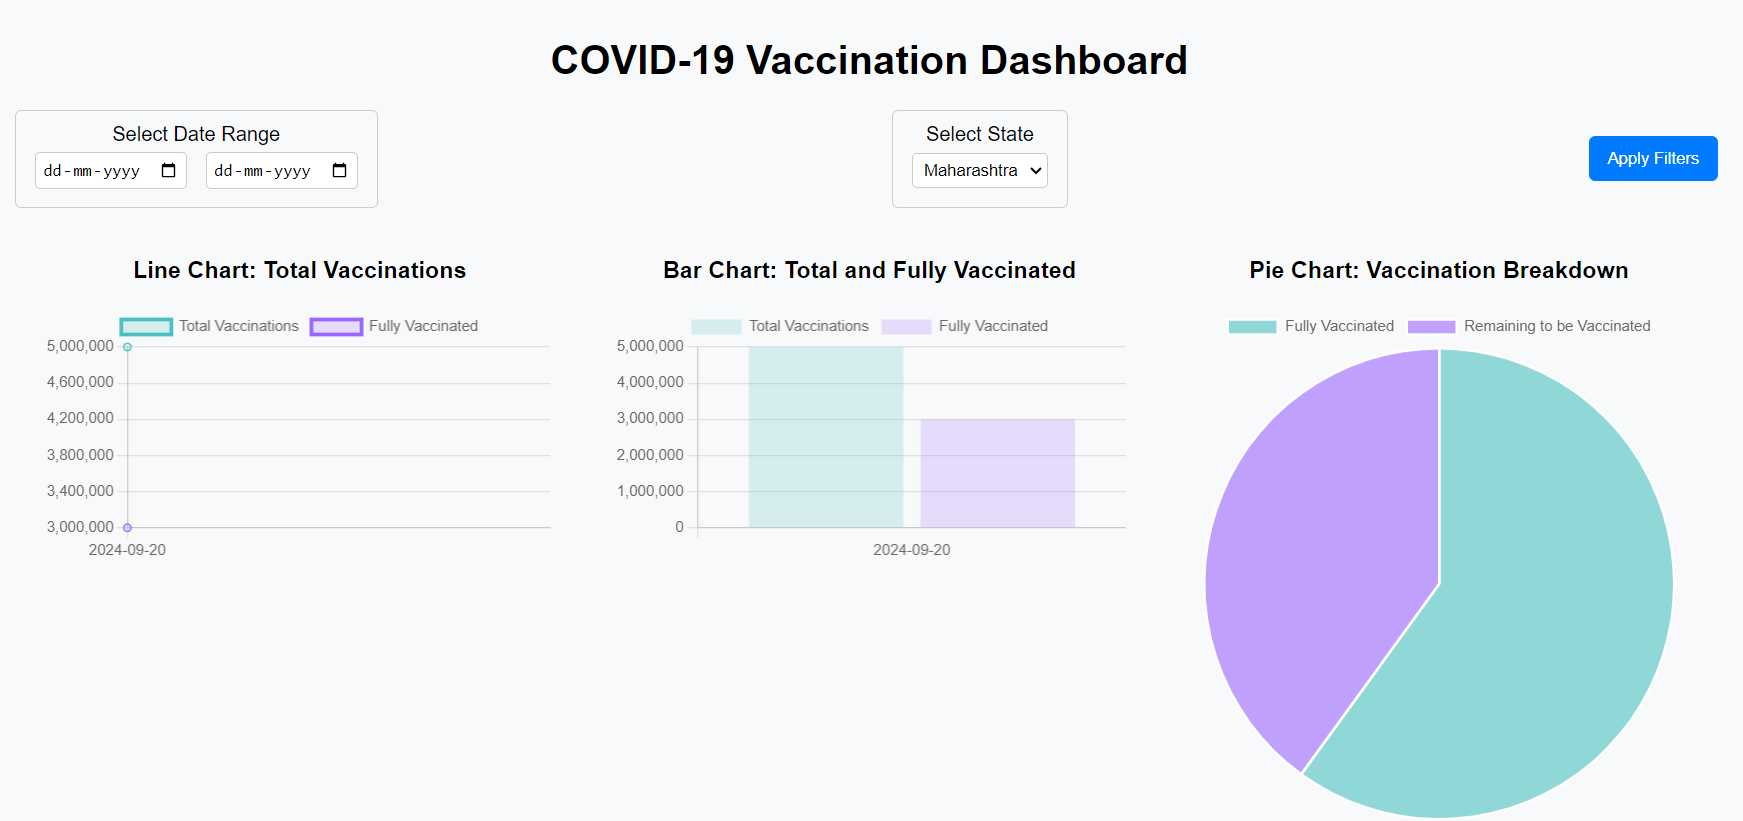 COVID-19 Vaccination Dashboard
Select Date Range
dd-mm-yyyy dd-mm-yyyy
Select State
Maharashtra
Apply Filters
Line Chart: Total Vaccinations
Total Vaccinations Fully Vaccinated
5,000,000
4,600,000
4,200,000
3,800,000
3,400,000
3,000,000
2024-09-20
Bar Chart: Total and Fully Vaccinated
Total Vaccinations Fully Vaccinated
5,000,000
4,000,000
3,000,000
2,000,000
1,000,000
0
2024-09-20
Pie Chart: Vaccination Breakdown
Fully Vaccinated Remaining to be Vaccinated